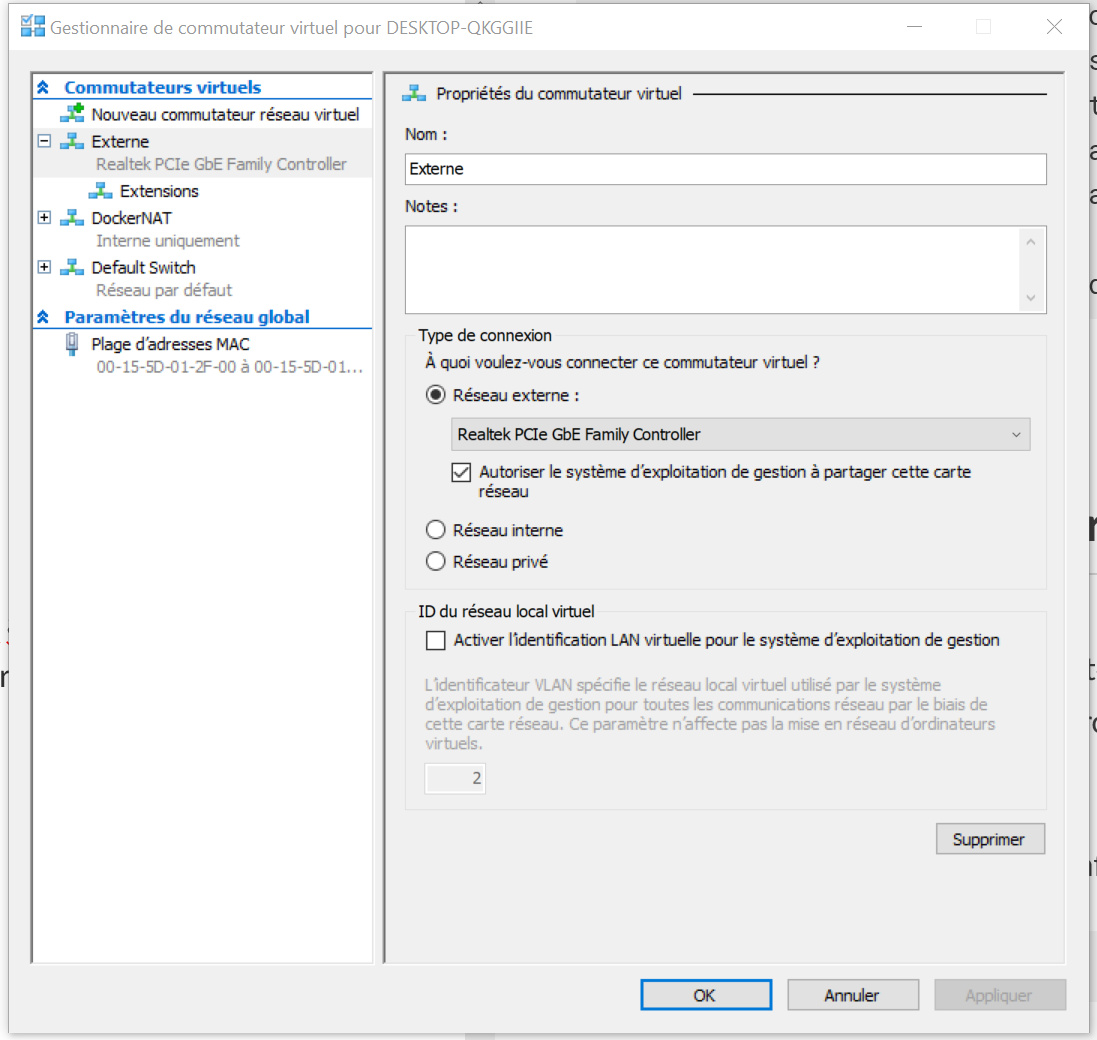 Gestionnaire de commutateur virtuel pour DESKTOP-QKGGIIE
Commutateurs virtuels
Nouveau commutateur réseau virtuel
Externe
Realtek PCIe GbE Family Controller
Extensions
DockerNAT
Interne uniquement
Default Switch
Réseau par défaut
Paramètres du réseau global
Plage d'adresses MAC
00-15-5D-01-2F-00 à 00-15-5D-01...
Propriétés du commutateur virtuel
Nom :
Externe
Notes :
Type de connexion
À quoi voulez-vous connecter ce commutateur virtuel ?
Réseau externe :
Realtek PCIe GbE Family Controller
Autoriser le système d'exploitation de gestion à partager cette carte
réseau
Réseau interne
Réseau privé
ID du réseau local virtuel
Activer l'identification LAN virtuelle pour le système d'exploitation de gestion
L'identificateur VLAN spécifie le réseau local virtuel utilisé par le système
d'exploitation de gestion pour toutes les communications réseau par le biais de
cette carte réseau. Ce paramètre n'affecte pas la mise en réseau d'ordinateurs
virtuels.
2
Supprimer
OK
Annuler
Appliquer